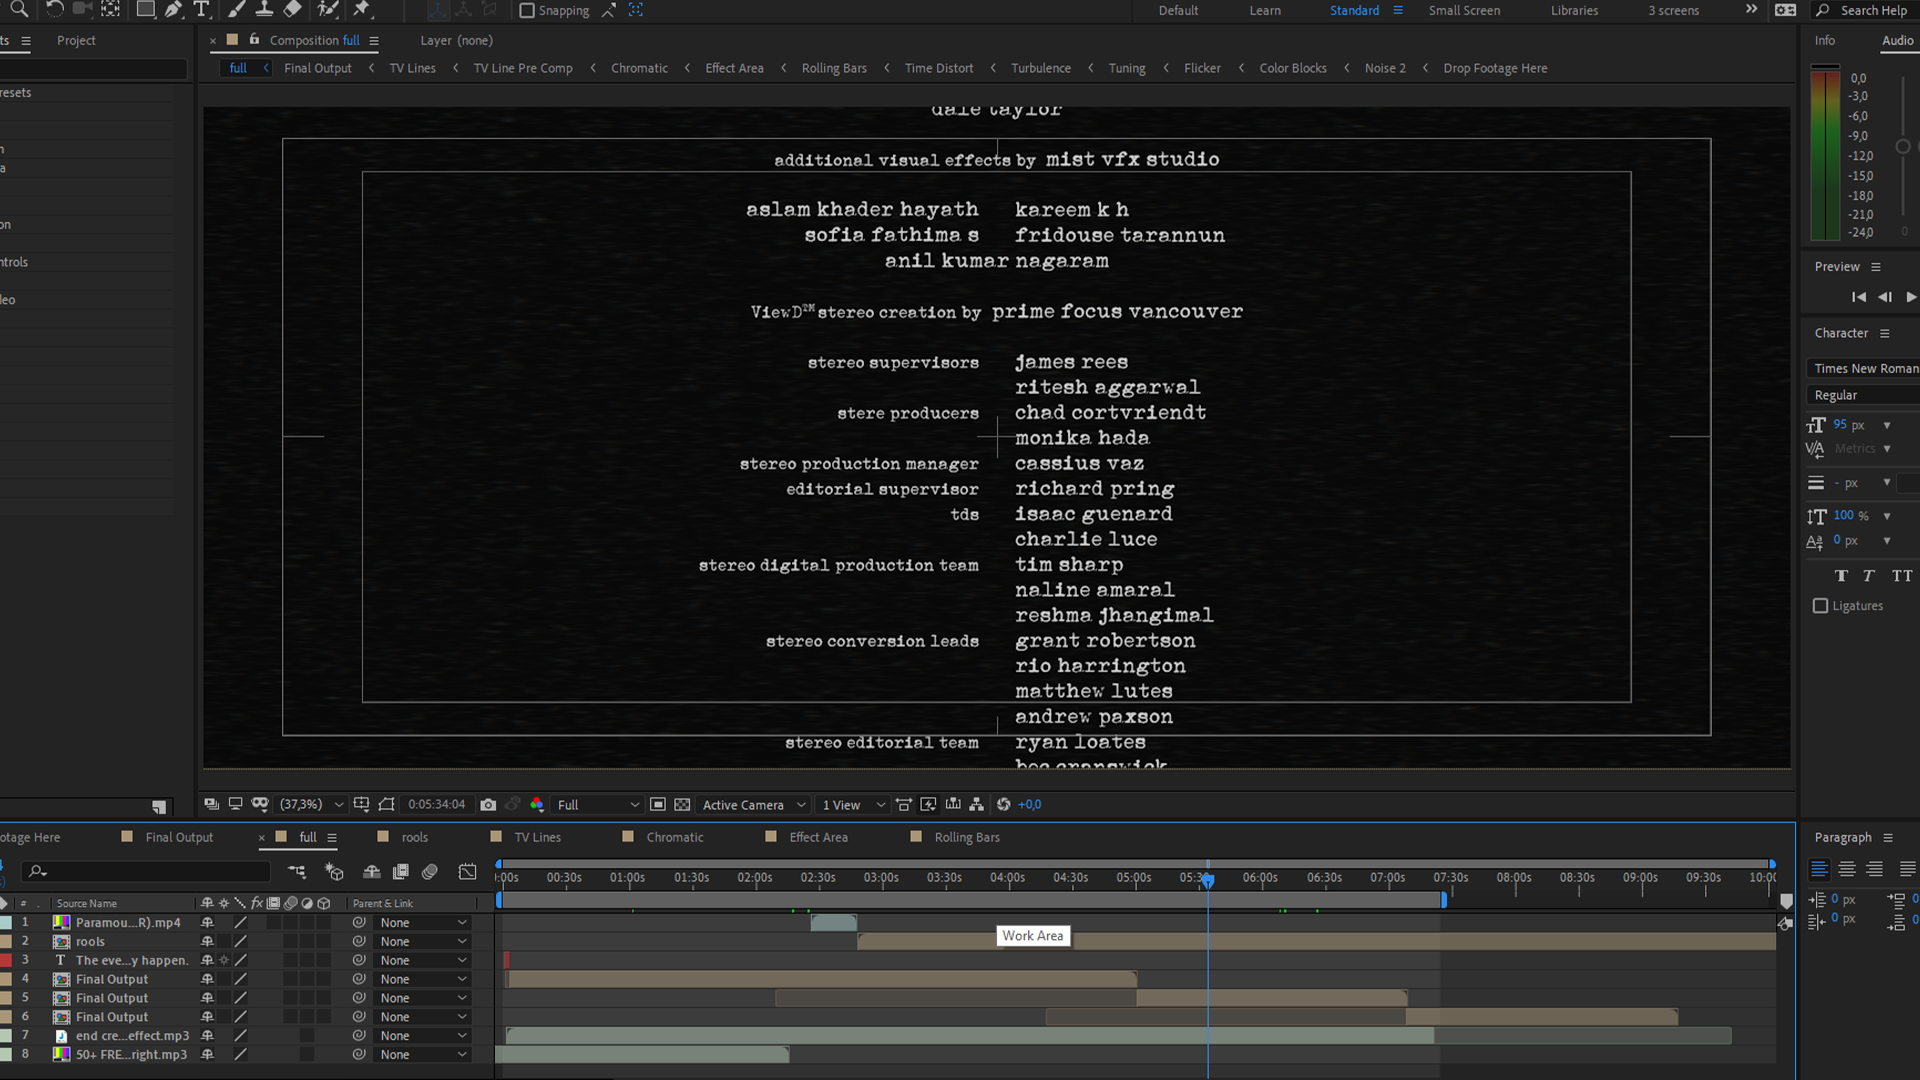 Snapping
Default
Learn
Standard
Small Screen
Libraries
3 screens
Search Help
Project
Composition full
Layer (none)
Info
Audio
full
Final Output
TV Lines
TV Line Pre Comp
Chromatic
Effect Area
Rolling Bars
Time Distort
Turbulence
Tuning
Flicker
Color Blocks
Noise 2
Drop Footage Here
0,0
-3,0
-6,0
-9,0
-12,0
-15,0
-18,0
-21,0
-24,0
0
dale taylor
additional visual effects by mist vfx studio
aslam khader hayath kareem k h
sofia fathima s fridouse tarannun
anil kumar nagaram
ViewD™ stereo creation by prime focus vancouver
stereo supervisors james rees
ritesh aggarwal
stere producers chad cortvriendt
monika hada
stereo production manager cassius vaz
editorial supervisor richard pring
tds isaac guenard
charlie luce
stereo digital production team tim sharp
naline amaral
reshma jhangimal
stereo conversion leads grant robertson
rio harrington
matthew lutes
andrew paxson
stereo editorial team ryan loates
bec cranswick
Preview
Character
Times New Roman
Regular
95 px
Metrics
- px
100 %
0 px
Ligatures
(37,3%)
0:05:34:04
Full
Active Camera
1 View
+0,0
otage Here
Final Output
full
rools
TV Lines
Chromatic
Effect Area
Rolling Bars
Paragraph
0 px
0
0 px
0
:00s
00:30s
01:00s
01:30s
02:00s
02:30s
03:00s
03:30s
04:00s
04:30s
05:00s
05:30
06:00s
06:30s
07:00s
07:30s
08:00s
08:30s
09:00s
09:30s
10:00
# Source Name
fx
Parent & Link
1 Paramou...R).mp4 None
2 rools None
3 T The eve...y happen. None
4 Final Output None
5 Final Output None
6 Final Output None
7 end cre...effect.mp3 None
8 50+ FRE...right.mp3 None
Work Area